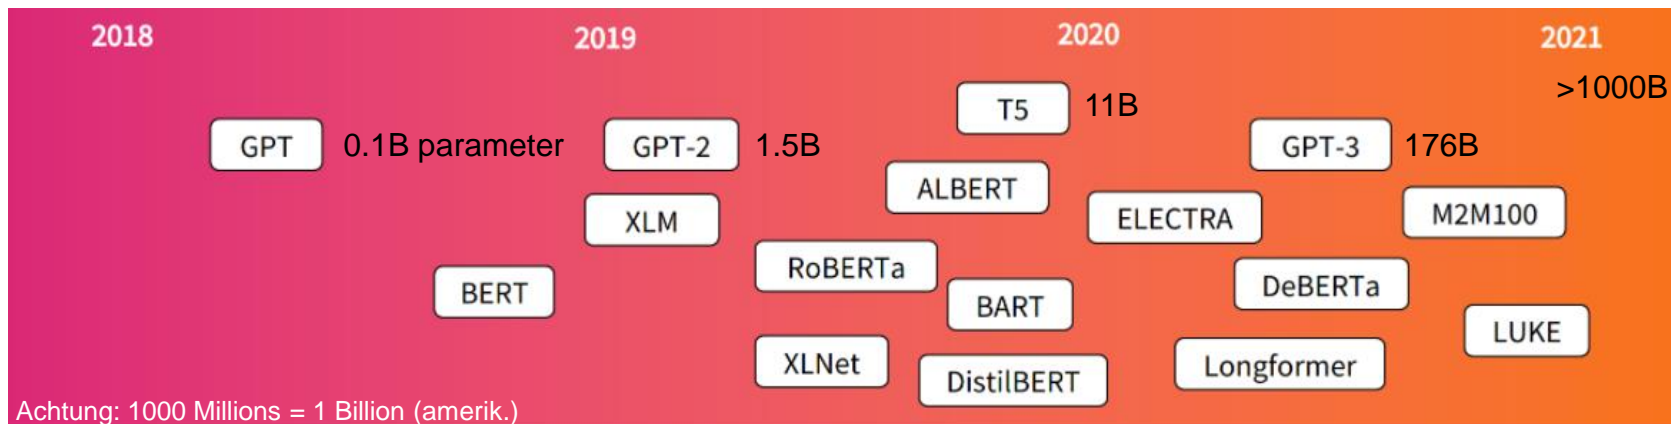 2018 2019 2020 2021
>1000B
T5 11B
GPT 0.1B parameter GPT-2 1.5B GPT-3 176B
ALBERT
XLM ELECTRA M2M100
RoBERTa
BERT BART DeBERTa
LUKE
XLNet DistilBERT Longformer
Achtung: 1000 Millions = 1 Billion (amerik.)